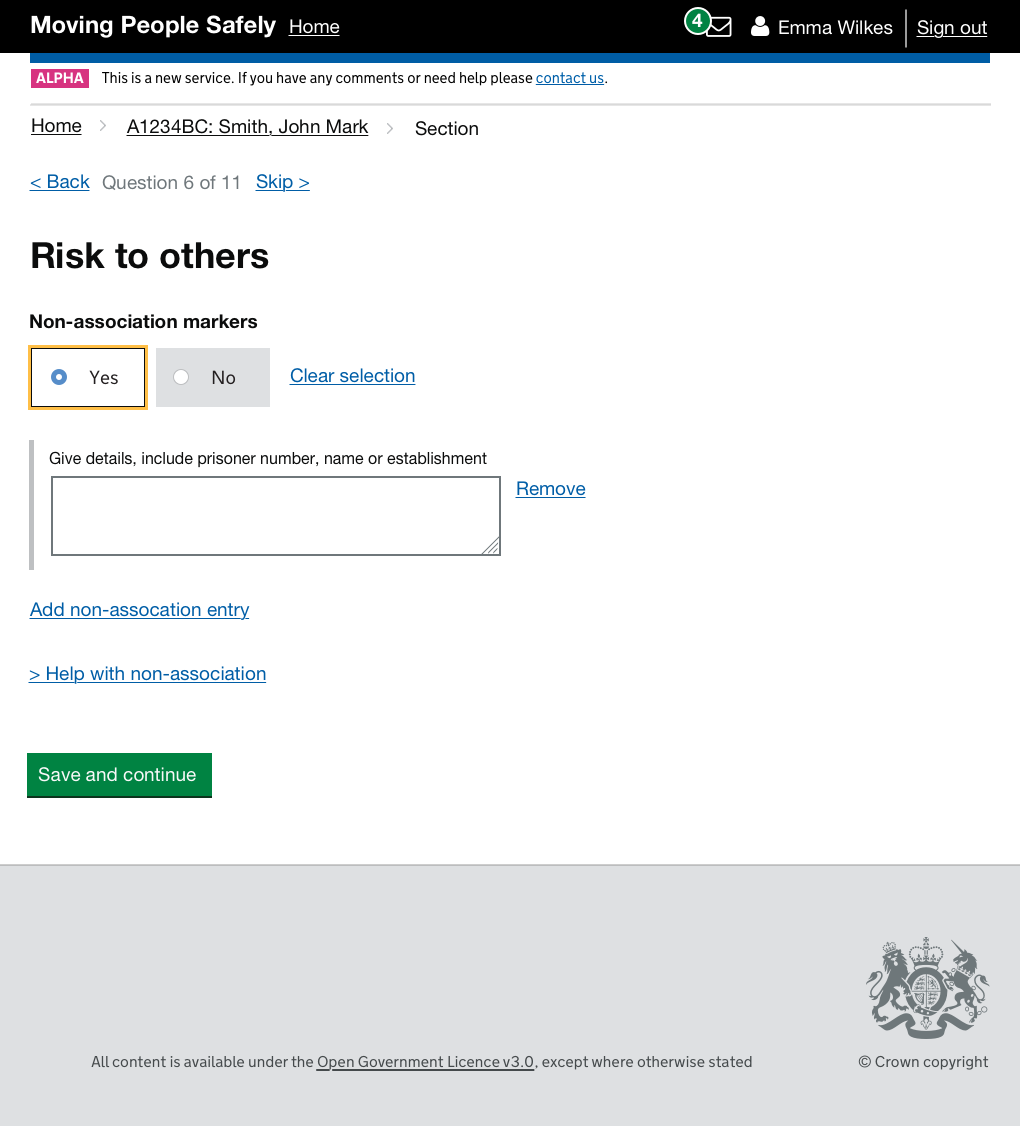 Moving People Safely Home 4 Emma Wilkes Sign out
ALPHA This is a new service. If you have any comments or need help please contact us.
Home > A1234BC: Smith, John Mark > Section
< Back Question 6 of 11 Skip >
Risk to others
Non-association markers
Yes No Clear selection
Give details, include prisoner number, name or establishment
Remove
Add non-assocation entry
> Help with non-association
Save and continue
All content is available under the Open Government Licence v3.0, except where otherwise stated © Crown copyright